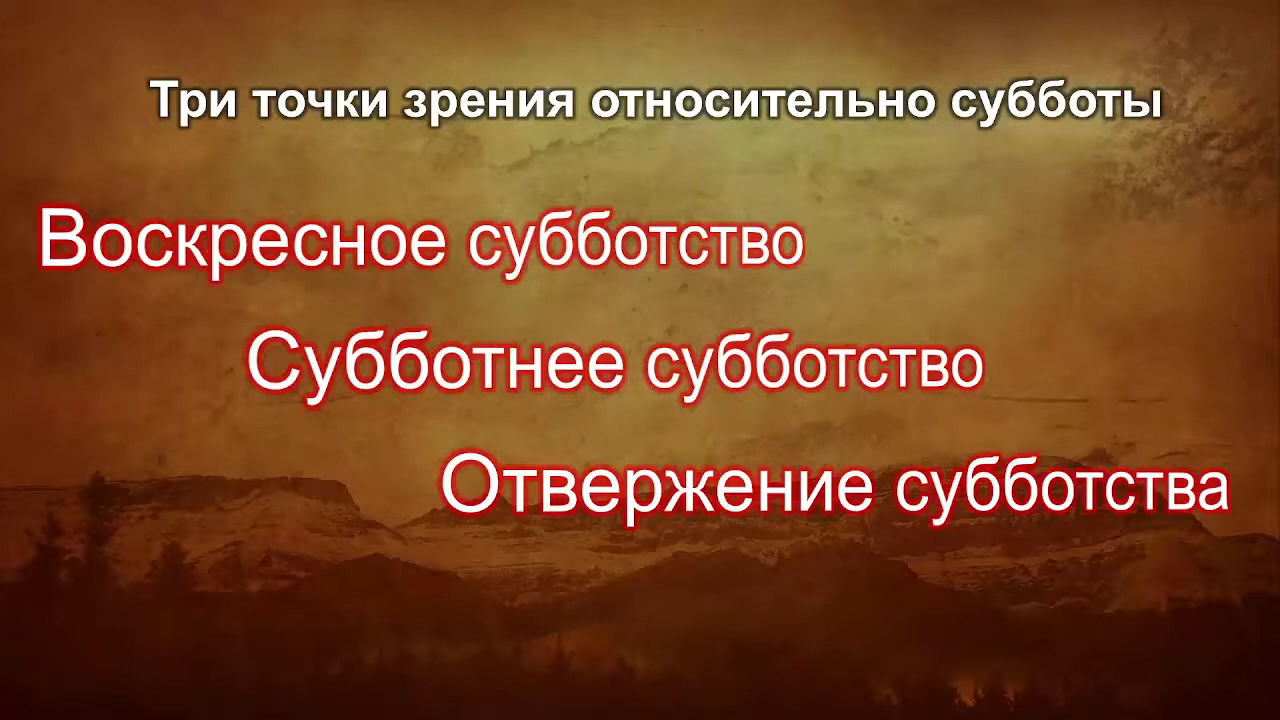 Три точки зрения относительно субботы
Воскресное субботство
Субботнее субботство
Отвержение субботства